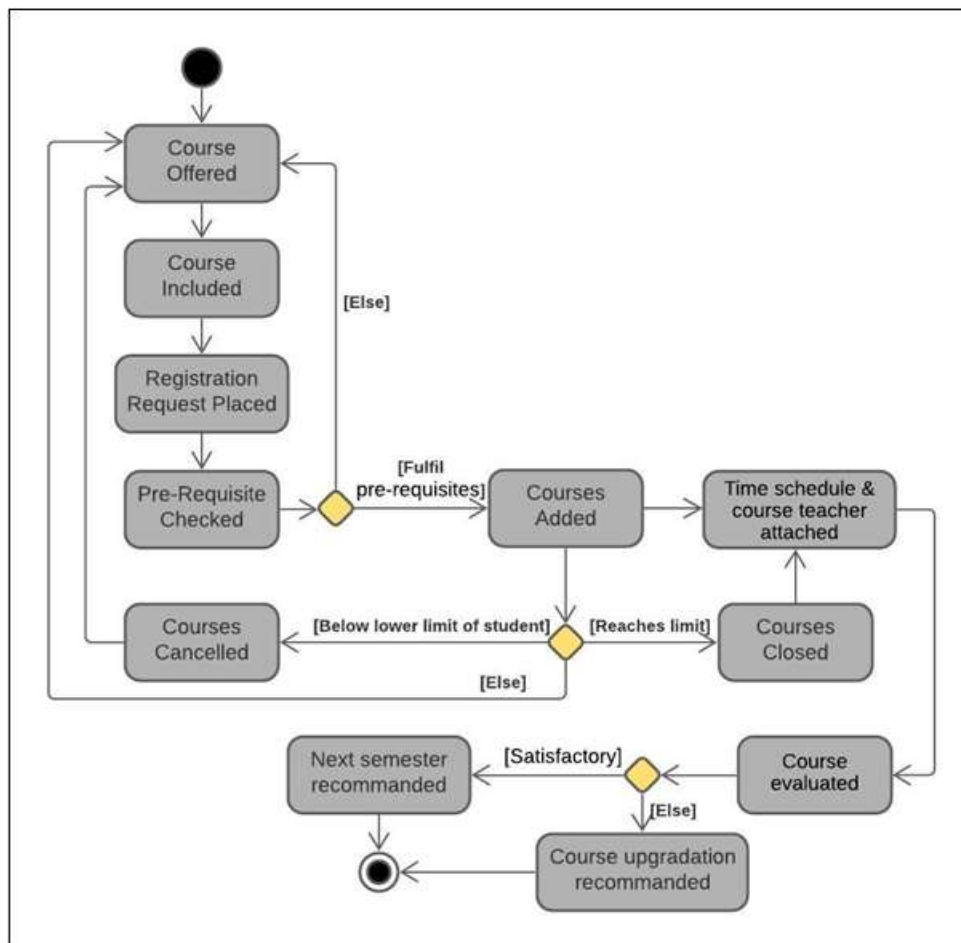 Course
Offered
Course
Included
[Else]
Registration
Request Placed
Pre-Requisite
Checked
[Fulfil
pre-requisites]
Courses
Added
Time schedule &
course teacher
attached
Courses
Cancelled
[Below lower limit of student]
[Reaches limit]
Courses
Closed
[Else]
Next semester
recommanded
[Satisfactory]
Course
evaluated
[Else]
Course upgradation
recommanded